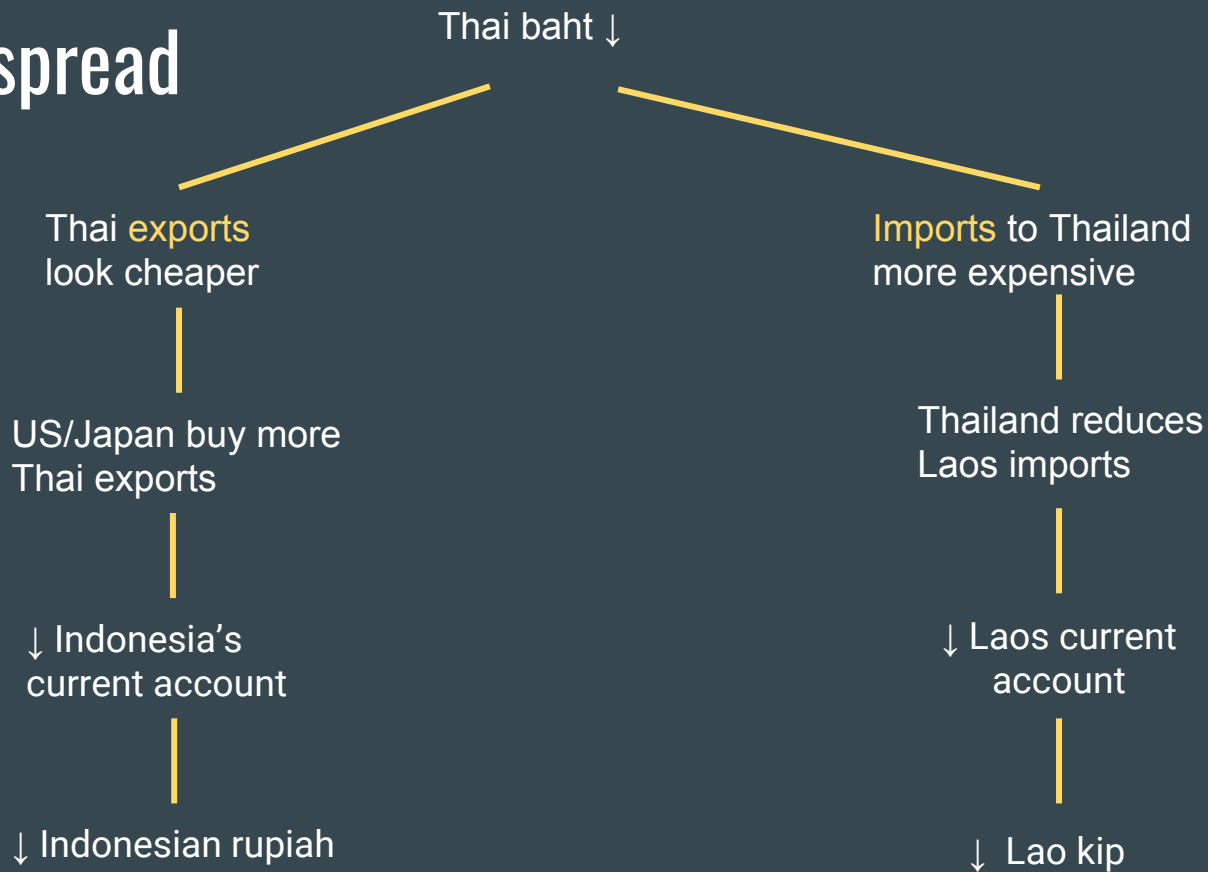 spread
Thai baht ↓
Thai exports
look cheaper
US/Japan buy more
Thai exports
↓ Indonesia’s
current account
↓ Indonesian rupiah
Imports to Thailand
more expensive
Thailand reduces
Laos imports
↓ Laos current
account
↓ Lao kip